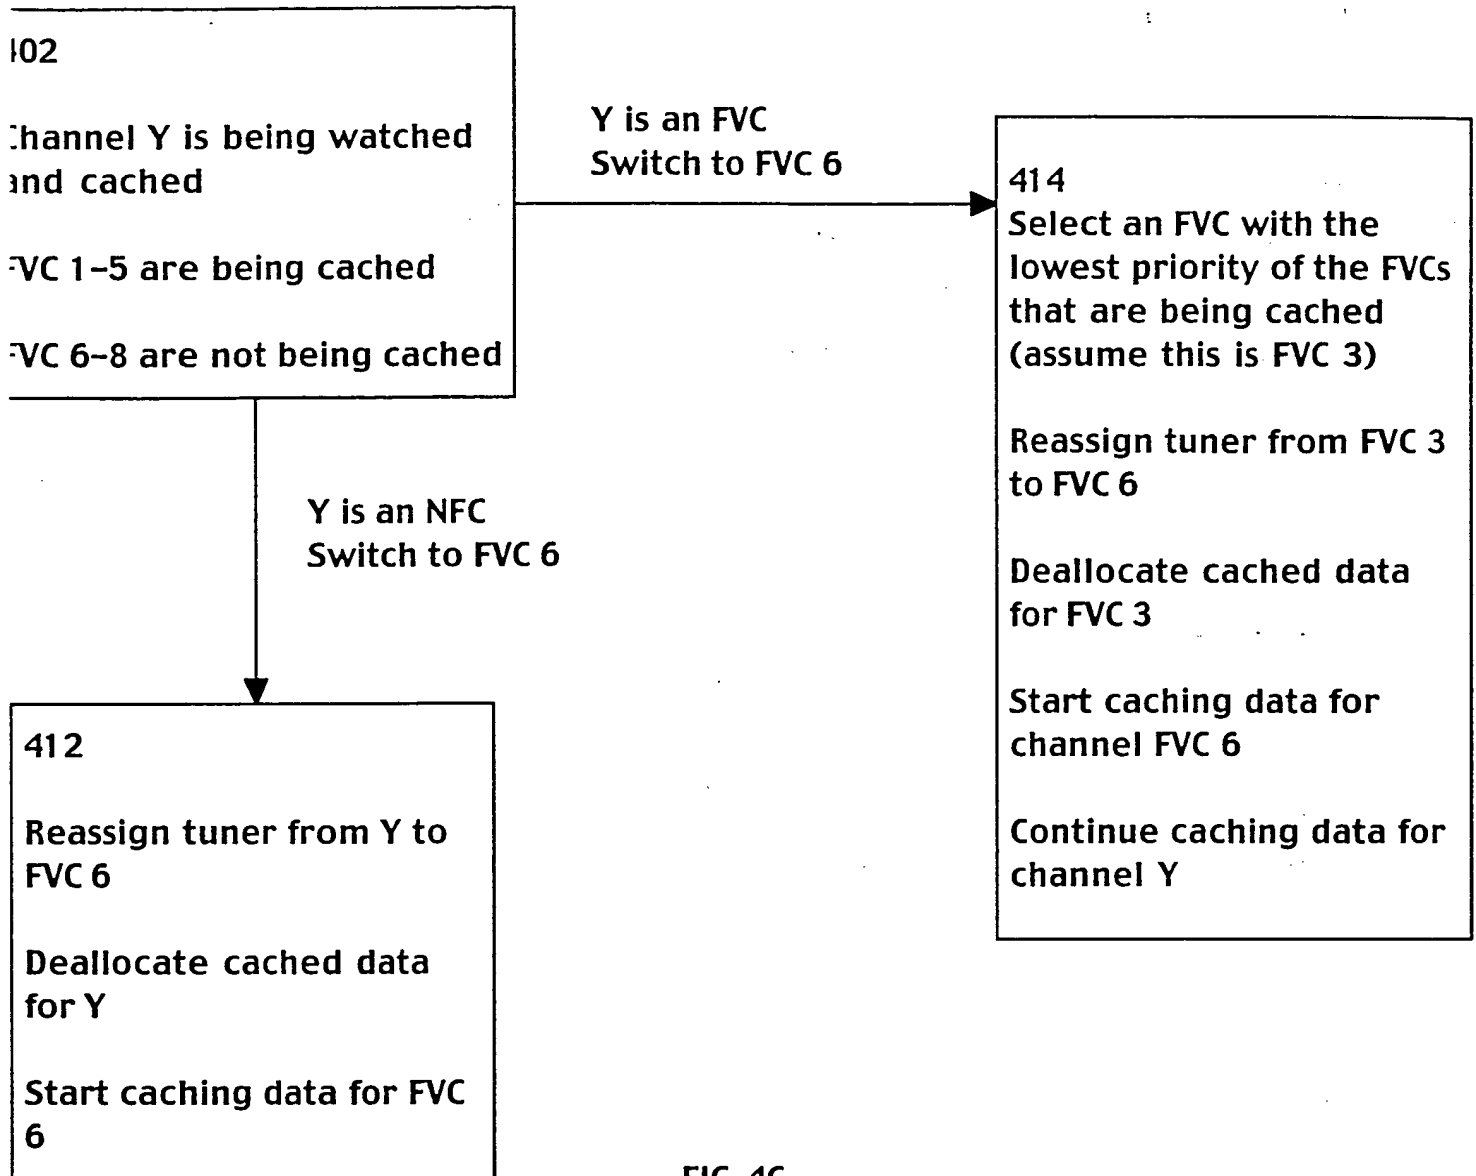 402
Channel Y is being watched
and cached
FVC 1-5 are being cached
FVC 6-8 are not being cached
Y is an FVC
Switch to FVC 6
414
Select an FVC with the
lowest priority of the FVCs
that are being cached
(assume this is FVC 3)
Reassign tuner from FVC 3
to FVC 6
Deallocate cached data
for FVC 3
Start caching data for
channel FVC 6
Continue caching data for
channel Y
Y is an NFC
Switch to FVC 6
412
Reassign tuner from Y to
FVC 6
Deallocate cached data
for Y
Start caching data for FVC
6